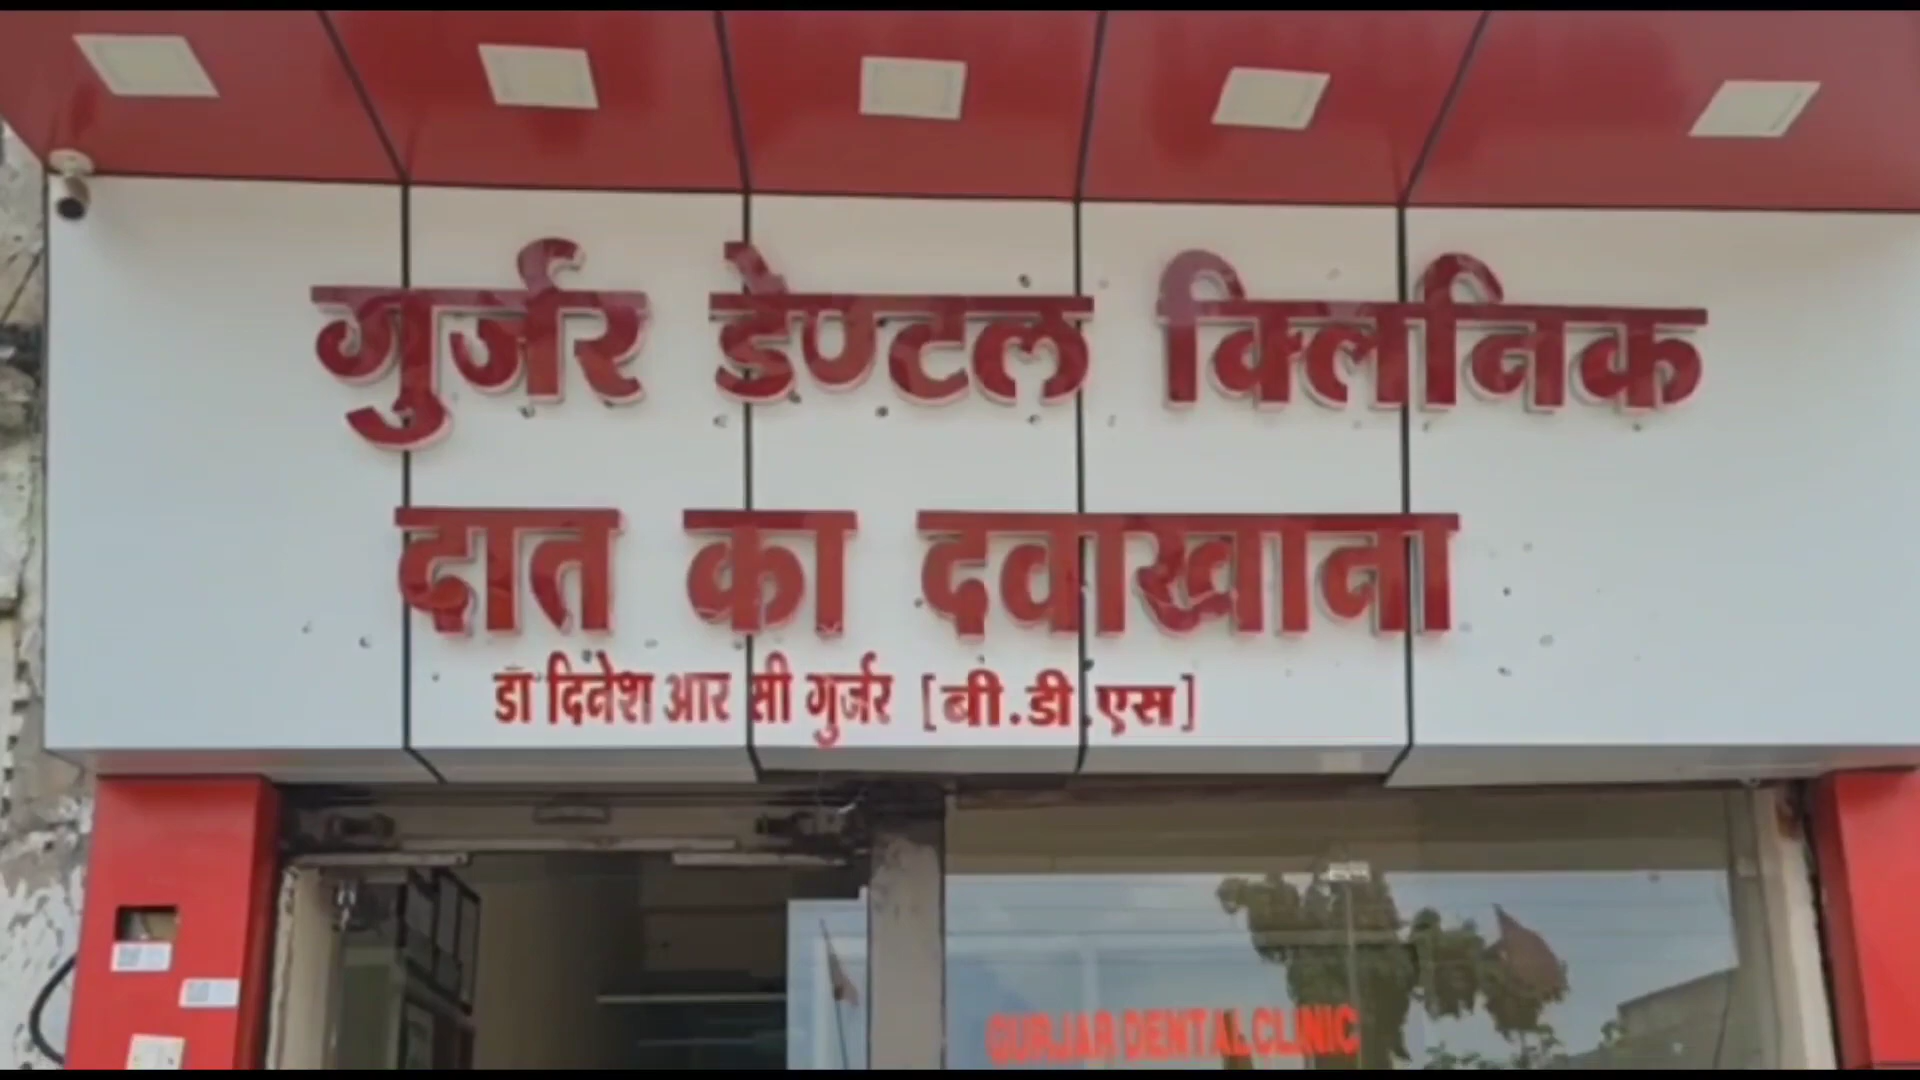 गुर्जर डेण्टल क्लिनिक
दात का दवाखाना
डॉ दिनेश आर सी गुर्जर [बी.डी.एस]
GURJAR DENTAL CLINIC